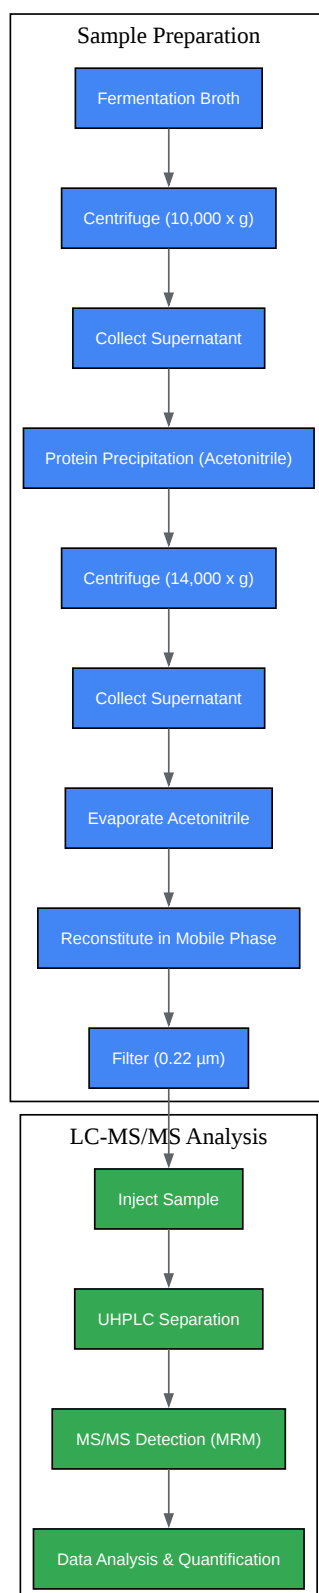 Sample Preparation
Fermentation Broth
Centrifuge (10,000 x g)
Collect Supernatant
Protein Precipitation (Acetonitrile)
Centrifuge (14,000 x g)
Collect Supernatant
Evaporate Acetonitrile
Reconstitute in Mobile Phase
Filter (0.22 µm)
LC-MS/MS Analysis
Inject Sample
UHPLC Separation
MS/MS Detection (MRM)
Data Analysis & Quantification